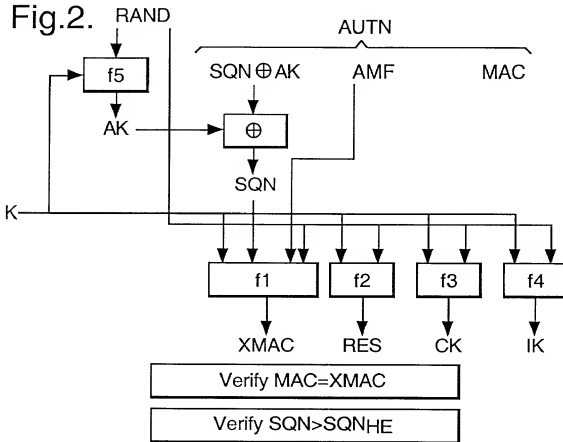 Fig.2.
RAND
AUTN
f5
SQN⊕AK
AMF
MAC
AK
⊕
SQN
K
f1
f2
f3
f4
XMAC
RES
CK
IK
Verify MAC=XMAC
Verify SQN>SQNHE